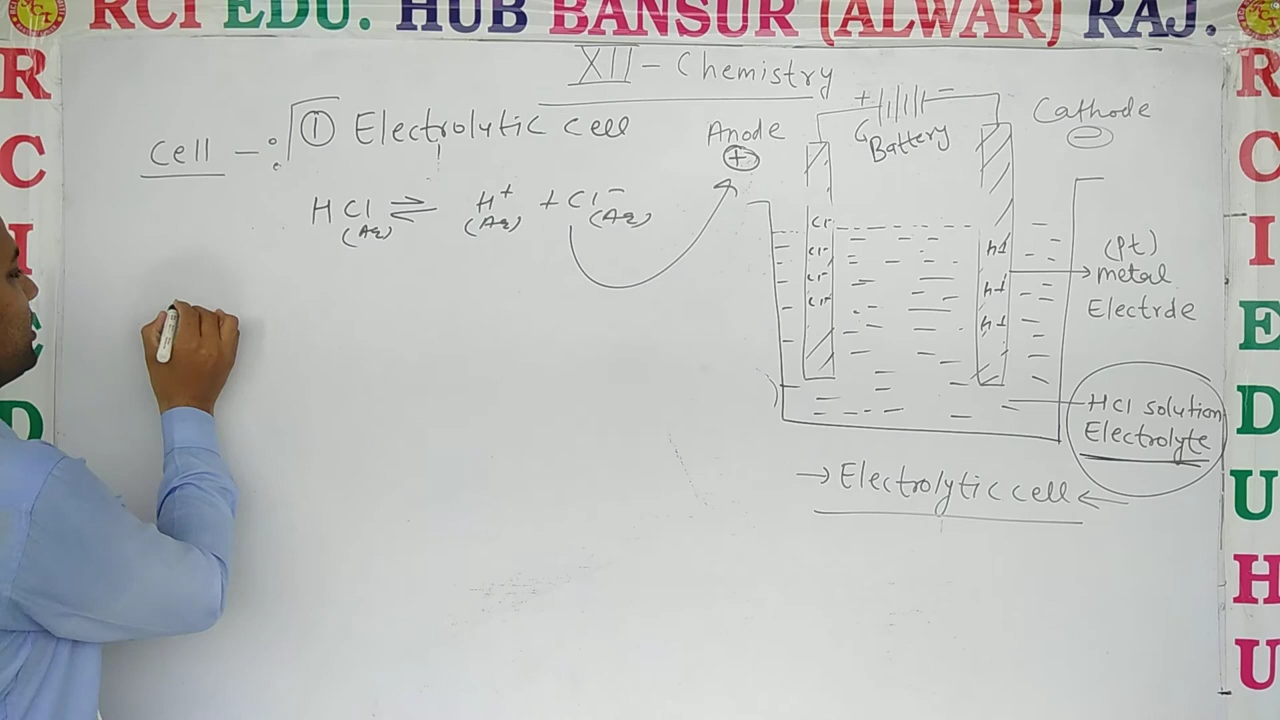 RCI EDU. HUB BANSUR (ALWAR) RAJ.
XII - Chemistry
Cell -: ① Electrolytic cell
HCl ⇌ H+ + Cl-
(Aq) (Aq) (Aq)
Anode
+
+ -
Battery
Cathode
-
Cl-
Cl-
Cl-
H+
H+
H+
(Pt)
metal
Electrde
HCl solution
Electrolyte
→ Electrolytic cell ←
R
C
I
E
D
U
H
U
R
C
I
D